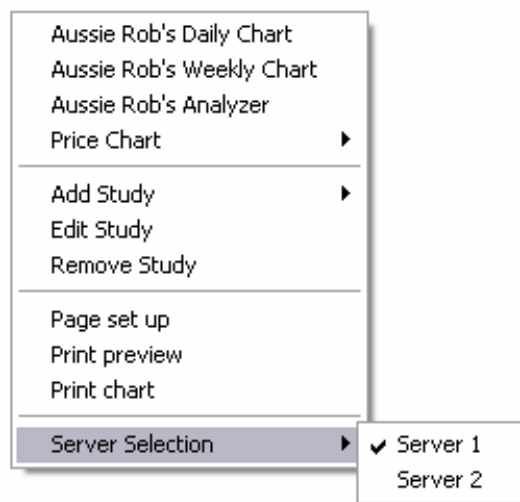 Aussie Rob's Daily Chart
Aussie Rob's Weekly Chart
Aussie Rob's Analyzer
Price Chart
Add Study
Edit Study
Remove Study
Page set up
Print preview
Print chart
Server Selection
Server 1
Server 2